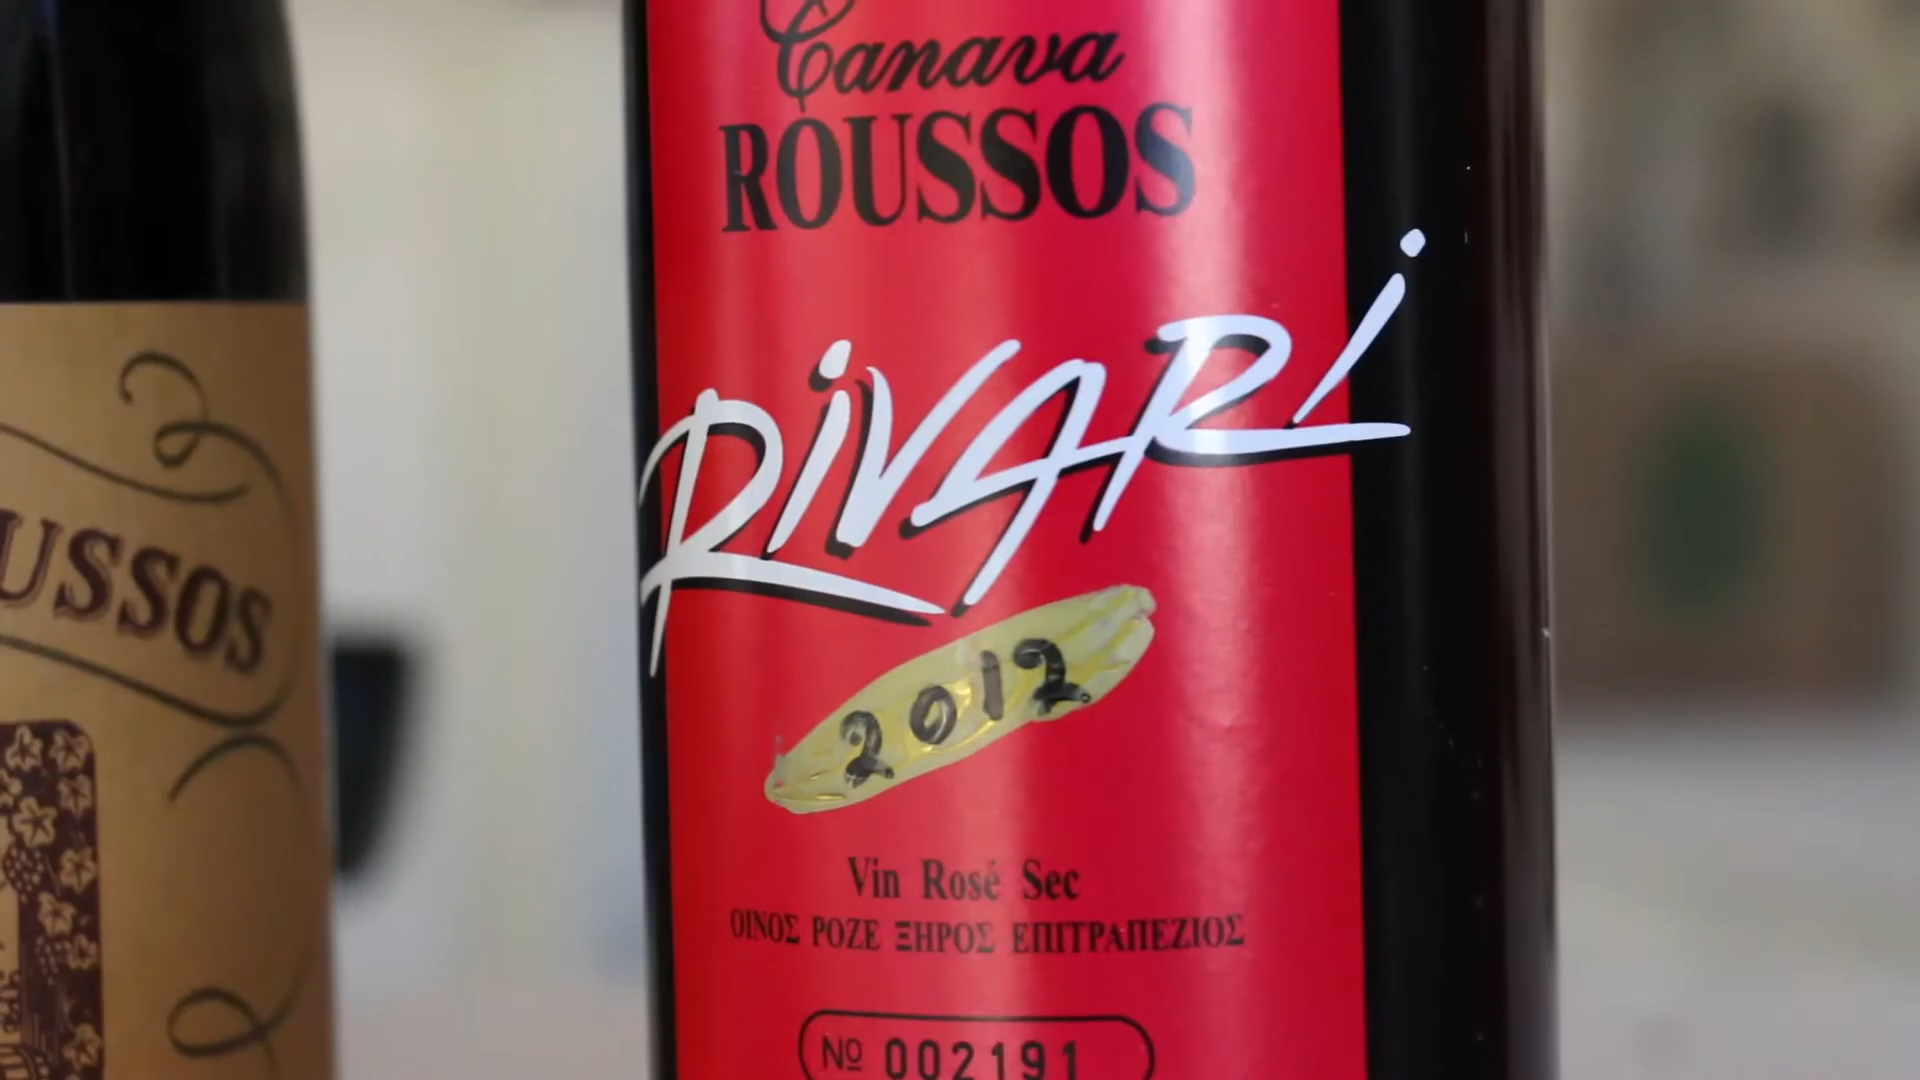 Canava
ROUSSOS
RiVARi
2012
Vin Rosé Sec
ΟΙΝΟΣ ΡΟΖΕ ΞΗΡΟΣ ΕΠΙΤΡΑΠΕΖΙΟΣ
Nº 002191
USSOS